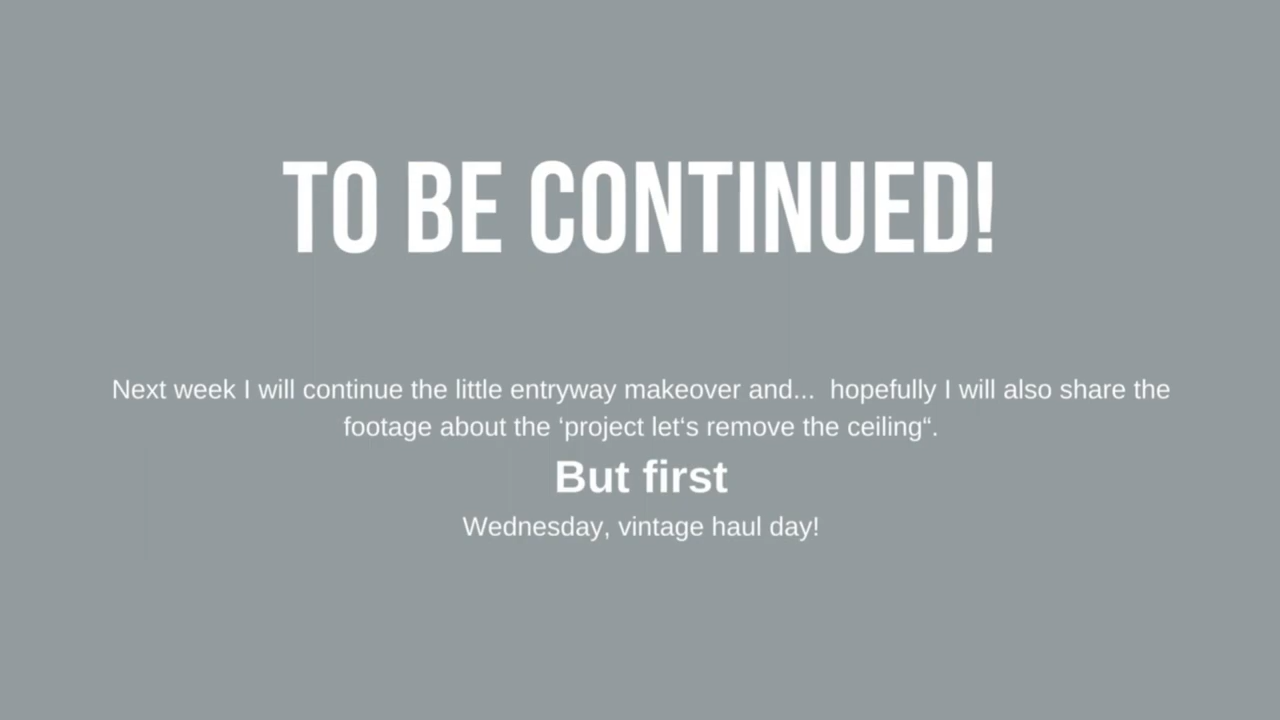 TO BE CONTINUED!
Next week I will continue the little entryway makeover and...  hopefully I will also share the
footage about the ‘project let‘s remove the ceiling“.
But first
Wednesday, vintage haul day!